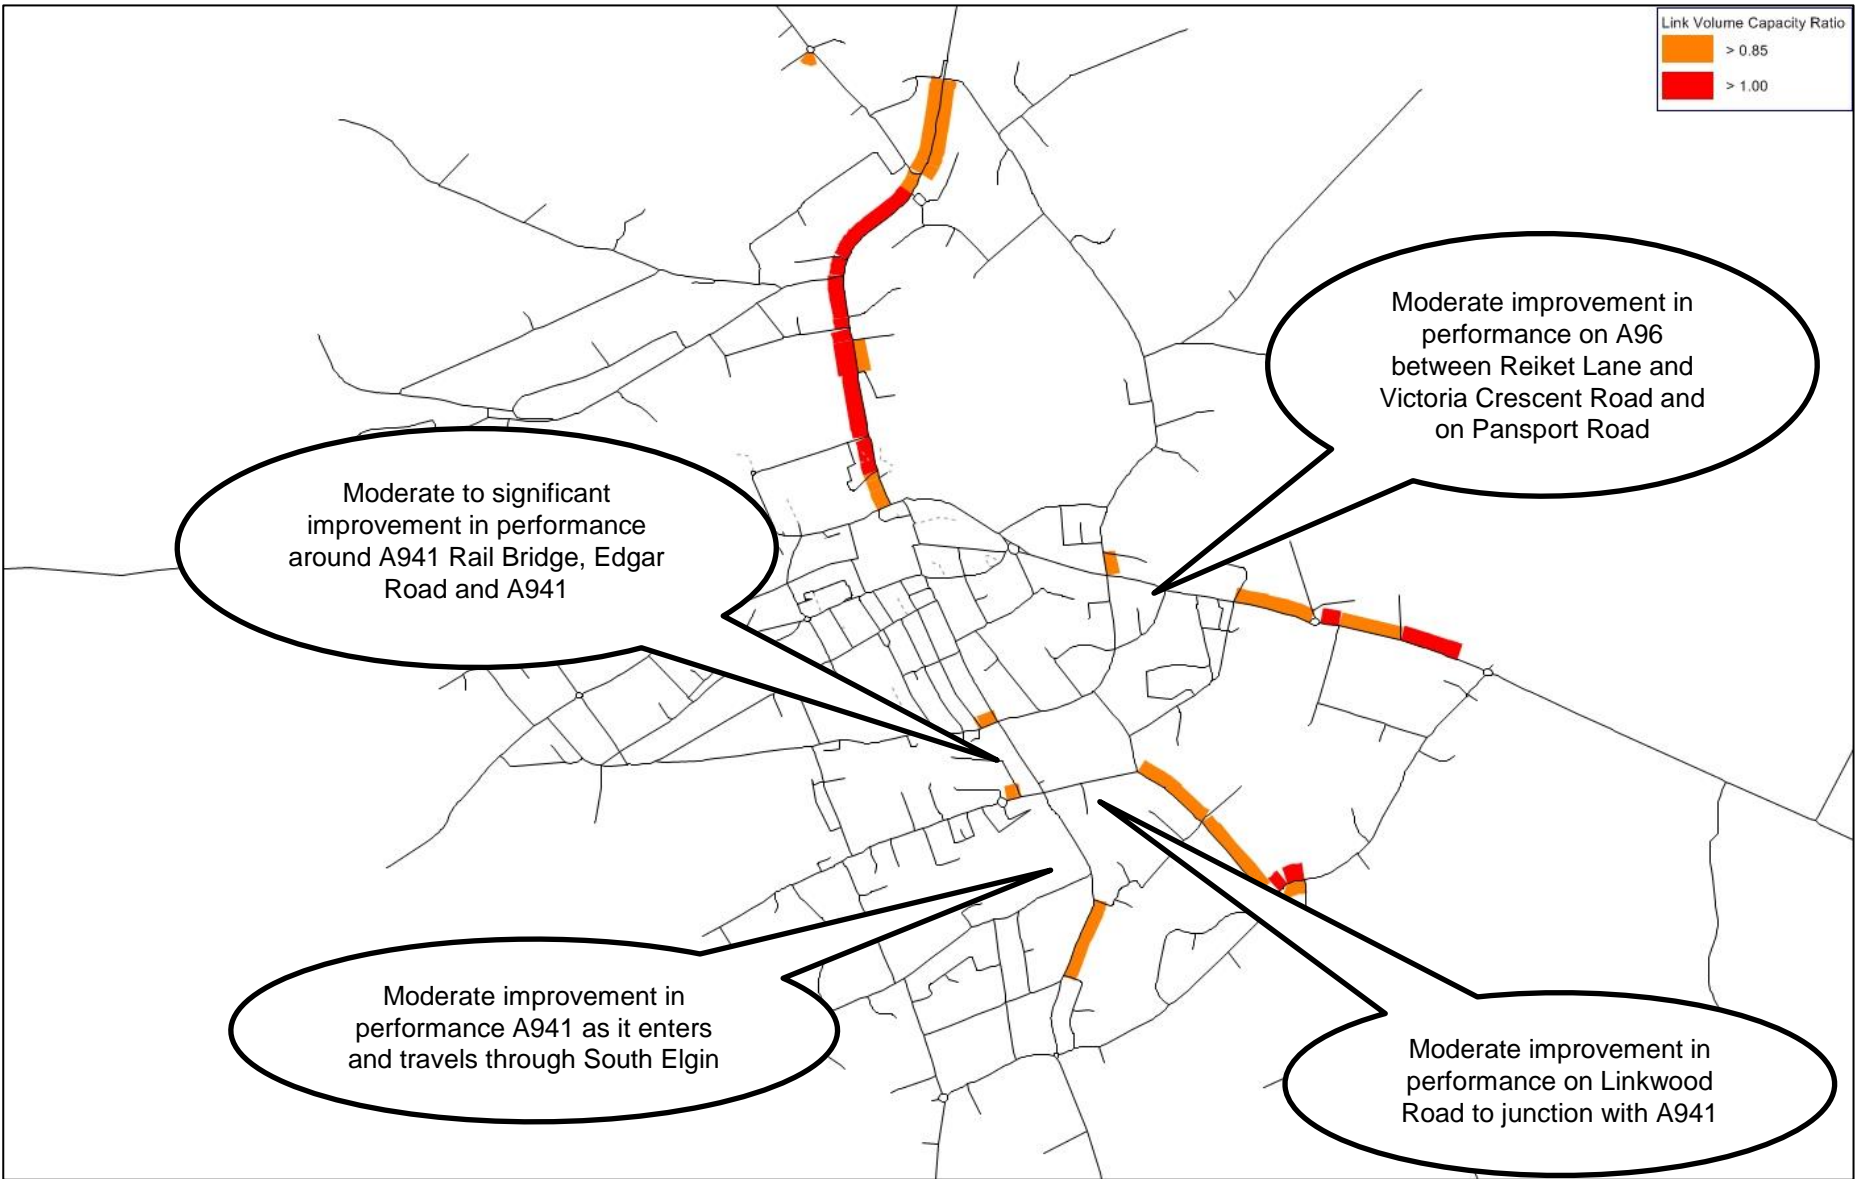 Link Volume Capacity Ratio
> 0.85
> 1.00
Moderate improvement in
performance on A96
between Reiket Lane and
Victoria Crescent Road and
on Pansport Road
Moderate to significant
improvement in performance
around A941 Rail Bridge, Edgar
Road and A941
Moderate improvement in
performance A941 as it enters
and travels through South Elgin
Moderate improvement in
performance on Linkwood
Road to junction with A941